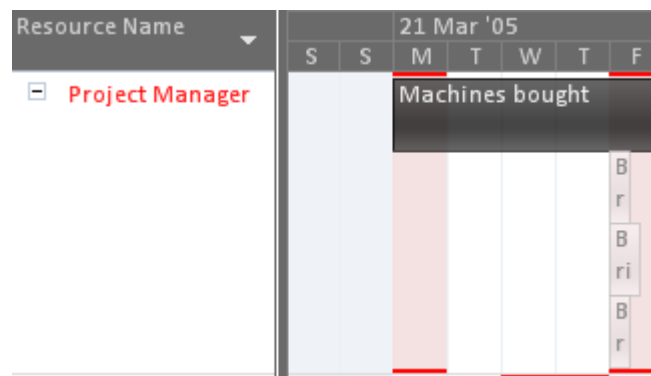 Resource Name
21 Mar '05
S S M T W T F
Project Manager
Machines bought
B
r
B
ri
B
r